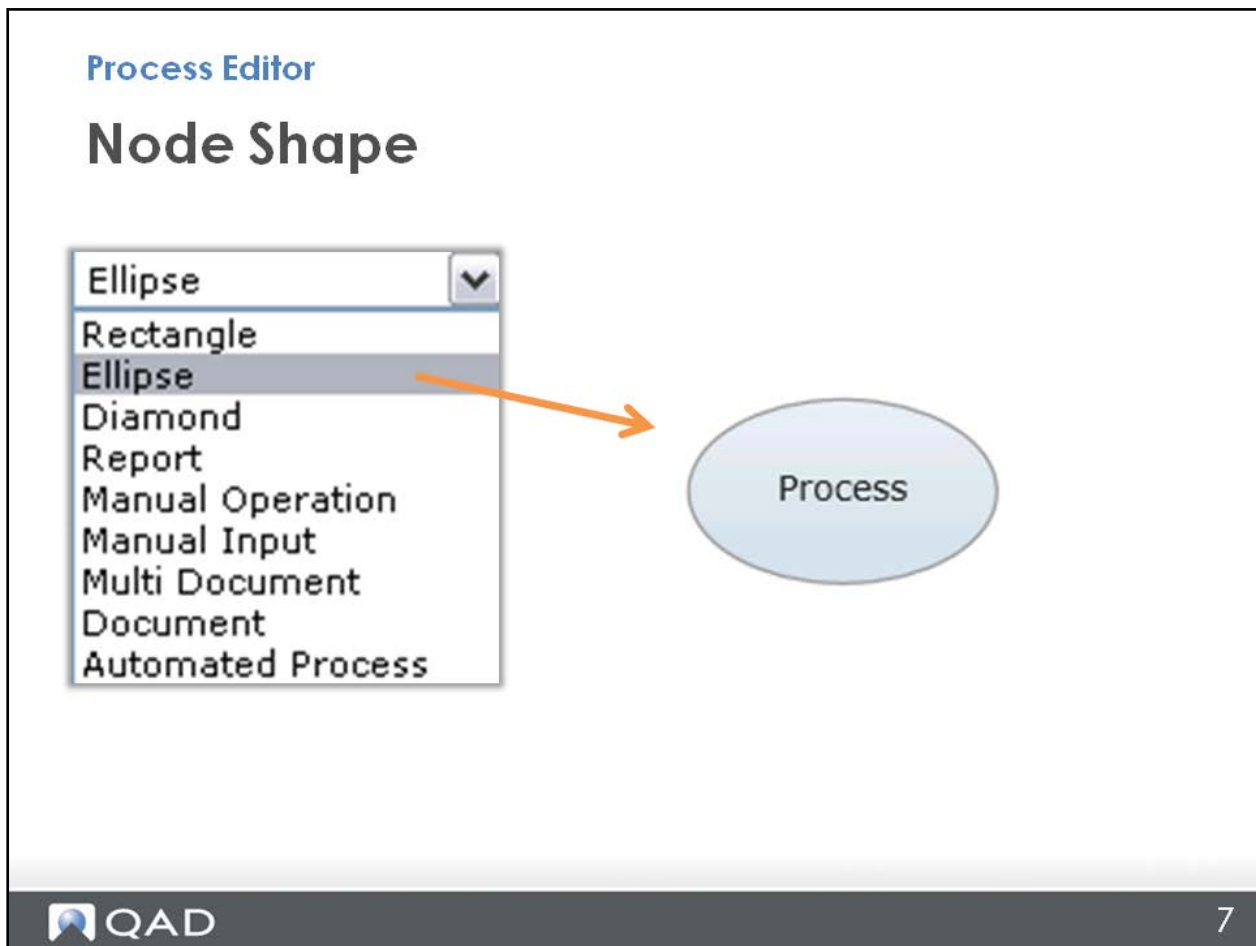 Process Editor
Node Shape
Ellipse
Rectangle
Ellipse
Diamond
Report
Manual Operation
Manual Input
Multi Document
Document
Automated Process
Process
QAD
7